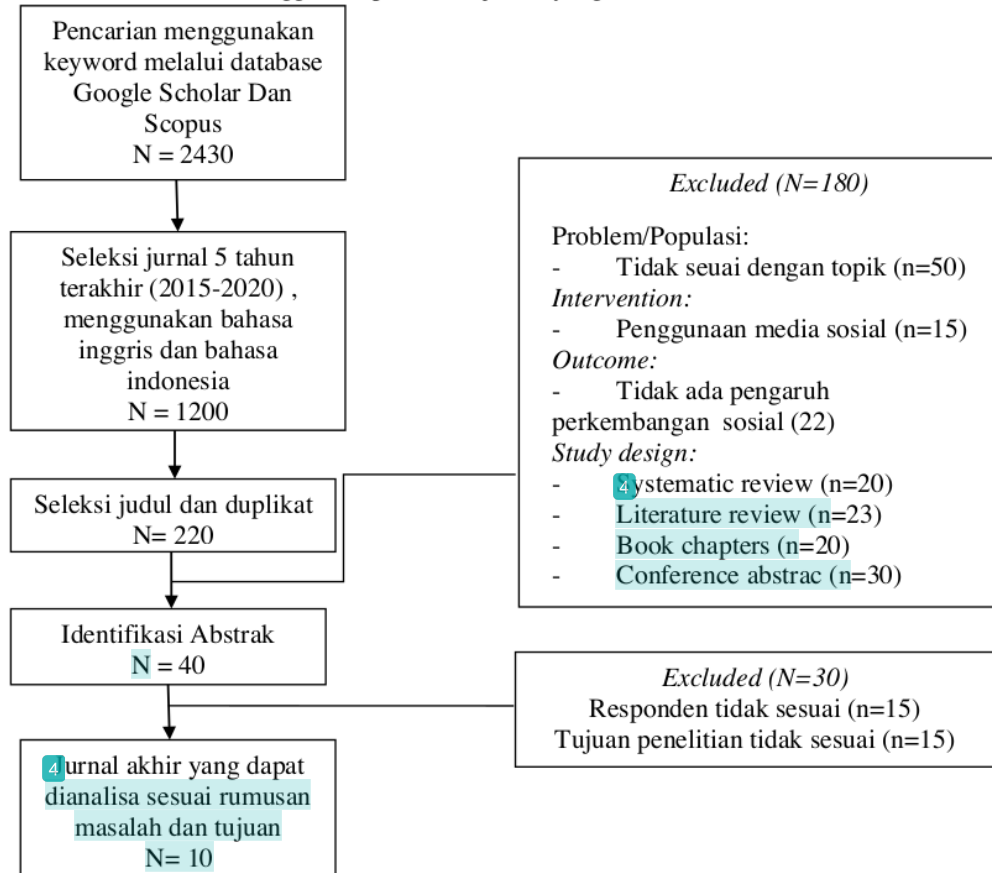 Pencarian menggunakan
keyword melalui database
Google Scholar Dan
Scopus
N = 2430
Seleksi jurnal 5 tahun
terakhir (2015-2020) ,
menggunakan bahasa
inggris dan bahasa
indonesia
N = 1200
Seleksi judul dan duplikat
N= 220
Excluded (N=180)
Problem/Populasi:
- Tidak seuai dengan topik (n=50)
Intervention:
- Penggunaan media sosial (n=15)
Outcome:
- Tidak ada pengaruh
perkembangan sosial (22)
Study design:
- 4ystematic review (n=20)
- Literature review (n=23)
- Book chapters (n=20)
- Conference abstrac (n=30)
Identifikasi Abstrak
N = 40
Excluded (N=30)
Responden tidak sesuai (n=15)
Tujuan penelitian tidak sesuai (n=15)
4urnal akhir yang dapat
dianalisa sesuai rumusan
masalah dan tujuan
N= 10